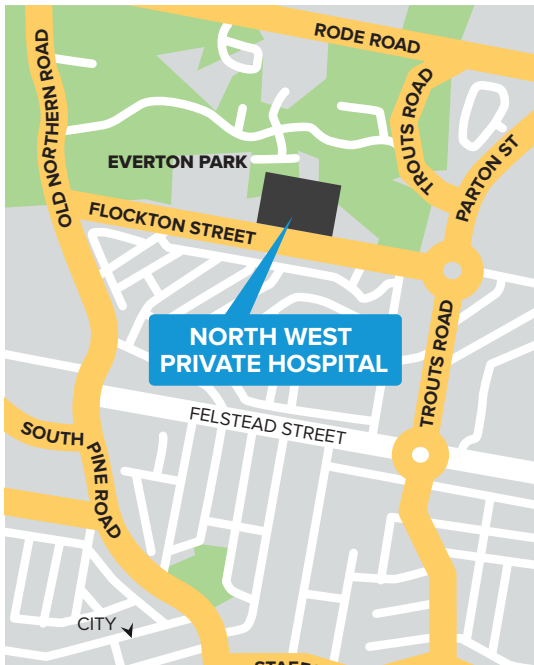 RODE ROAD
OLD NORTHERN ROAD
TROUTS ROAD
PARTON ST
EVERTON PARK
FLOCKTON STREET
NORTH WEST
PRIVATE HOSPITAL
TROUTS ROAD
FELSTEAD STREET
SOUTH PINE ROAD
CITY